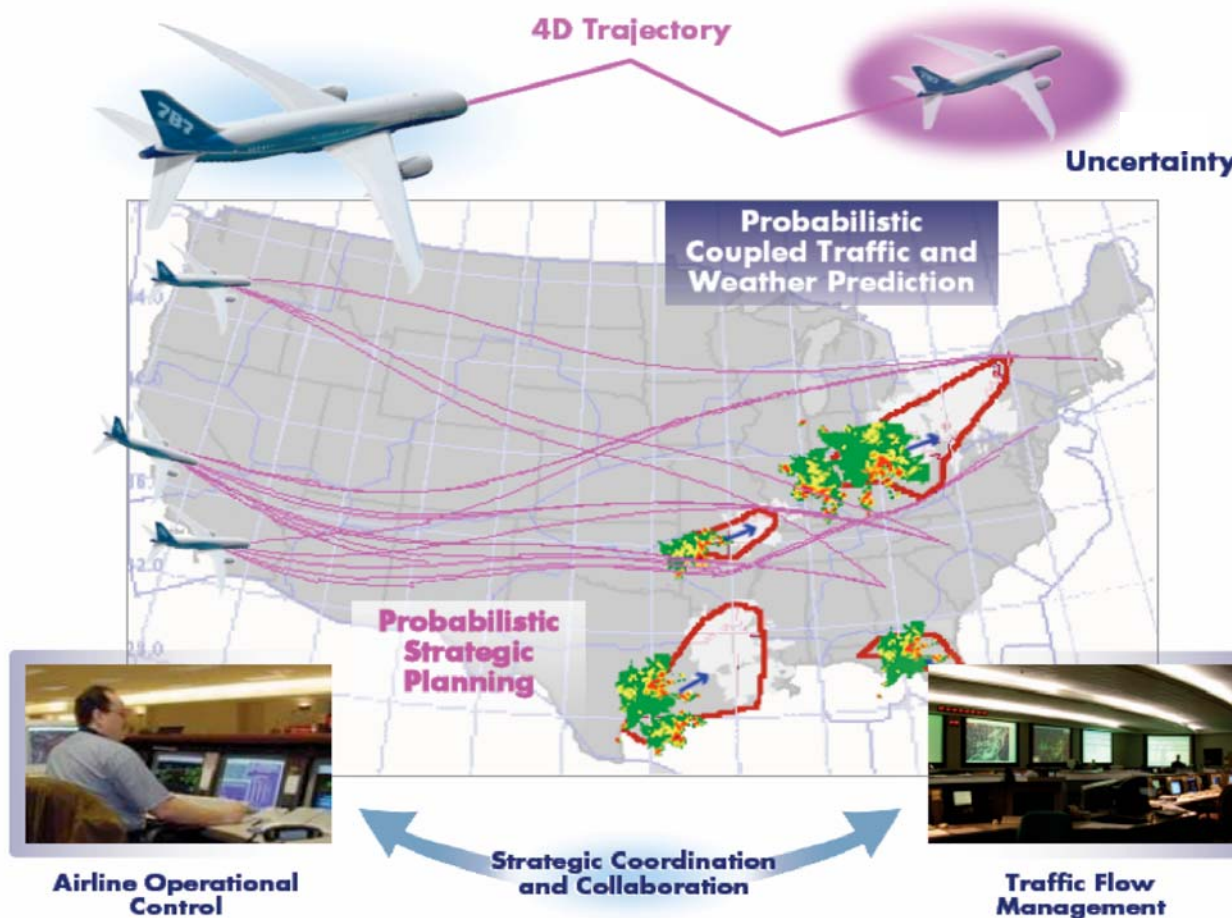 4D Trajectory
787
787
Uncertainty
Probabilistic
Coupled Traffic and
Weather Prediction
Probabilistic
Strategic
Planning
Strategic Coordination
and Collaboration
Airline Operational
Control
Traffic Flow
Management